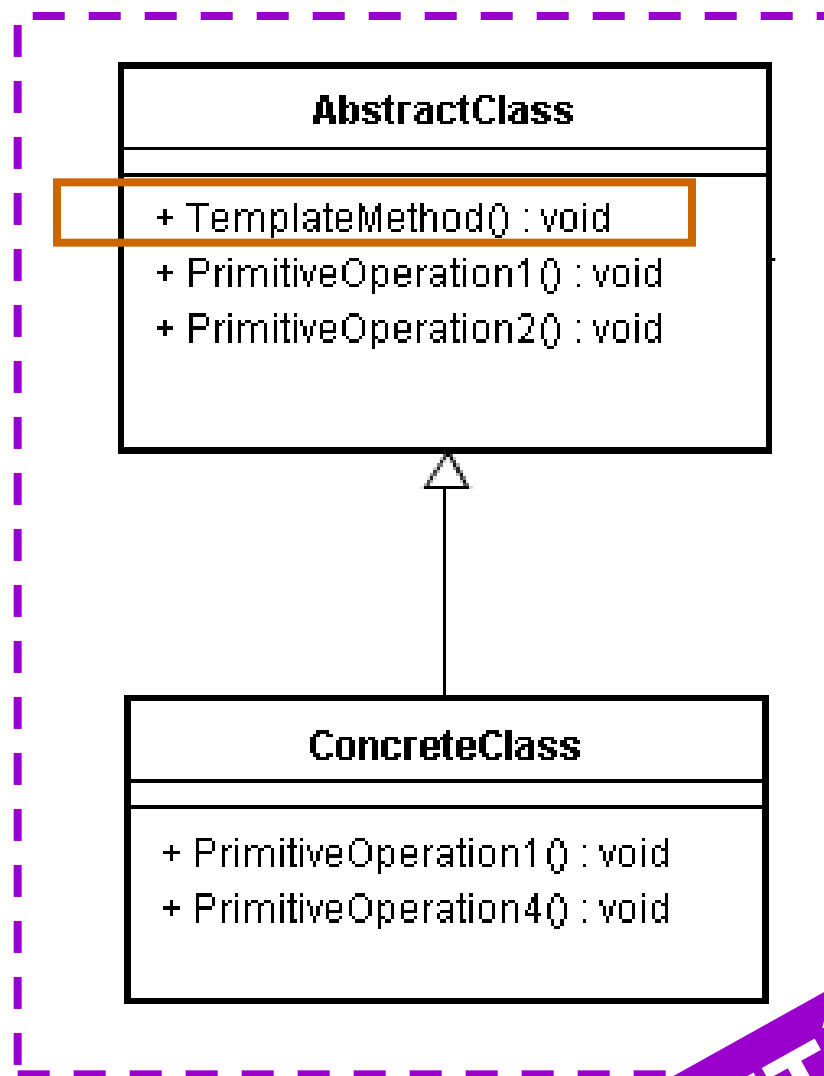 AbstractClass
+ TemplateMethod() : void
+ PrimitiveOperation1() : void
+ PrimitiveOperation2() : void
ConcreteClass
+ PrimitiveOperation1() : void
+ PrimitiveOperation4() : void